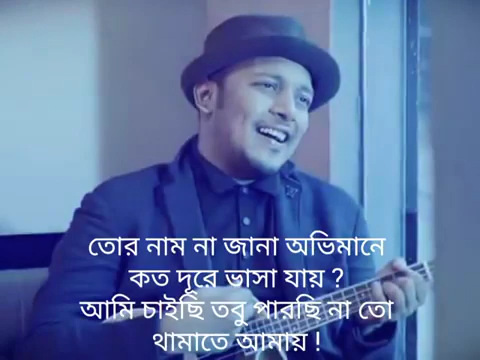 তোর নাম না জানা অভিমানে
কত দূরে ভাসা যায় ?
আমি চাইছি তবু পারছি না তো
থামাতে আমায় !